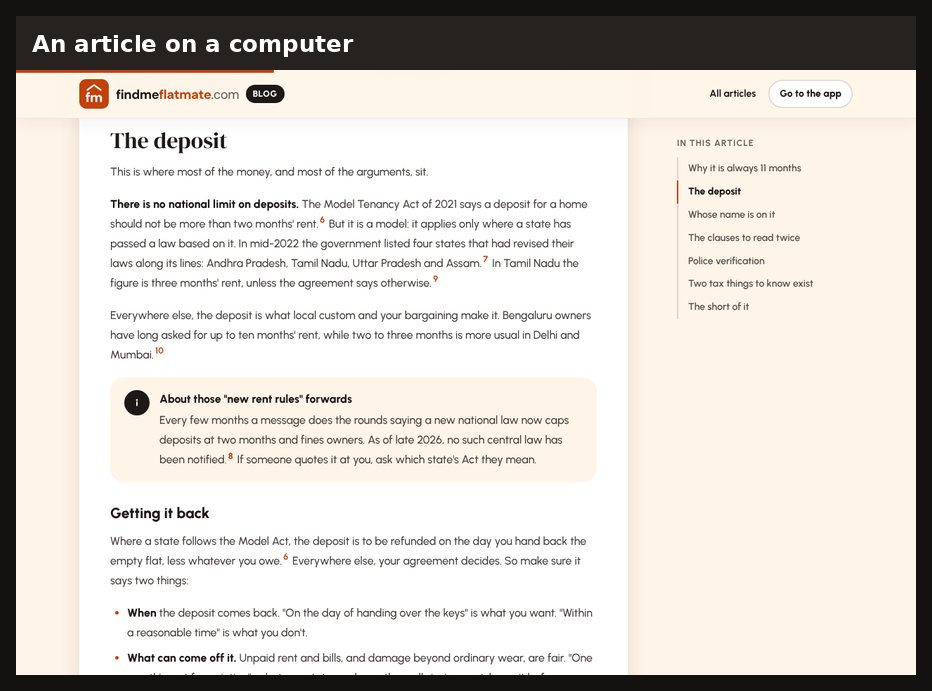 An article on a computer
fm findmeflatmate.com BLOG
All articles Go to the app
The deposit
This is where most of the money, and most of the arguments, sit.
There is no national limit on deposits. The Model Tenancy Act of 2021 says a deposit for a home
should not be more than two months' rent.6 But it is a model: it applies only where a state has
passed a law based on it. In mid-2022 the government listed four states that had revised their
laws along its lines: Andhra Pradesh, Tamil Nadu, Uttar Pradesh and Assam.7 In Tamil Nadu the
figure is three months' rent, unless the agreement says otherwise.9
Everywhere else, the deposit is what local custom and your bargaining make it. Bengaluru owners
have long asked for up to ten months' rent, while two to three months is more usual in Delhi and
Mumbai.10
i
About those "new rent rules" forwards
Every few months a message does the rounds saying a new national law now caps
deposits at two months and fines owners. As of late 2026, no such central law has
been notified.8 If someone quotes it at you, ask which state's Act they mean.
Getting it back
Where a state follows the Model Act, the deposit is to be refunded on the day you hand back the
empty flat, less whatever you owe.6 Everywhere else, your agreement decides. So make sure it
says two things:
• When the deposit comes back. "On the day of handing over the keys" is what you want. "Within
a reasonable time" is what you don't.
• What can come off it. Unpaid rent and bills, and damage beyond ordinary wear, are fair. "One
IN THIS ARTICLE
Why it is always 11 months
The deposit
Whose name is on it
The clauses to read twice
Police verification
Two tax things to know exist
The short of it